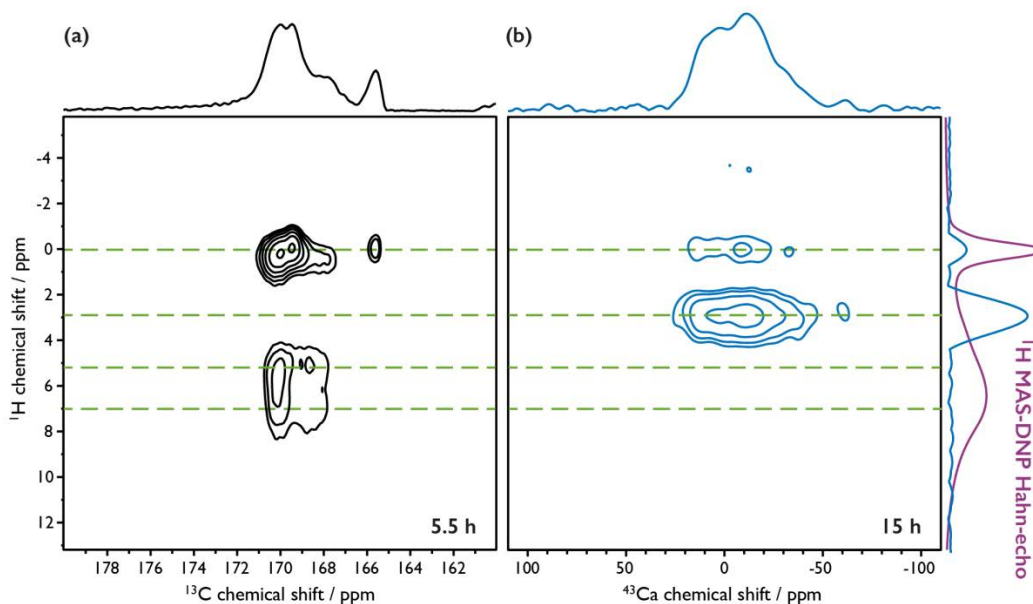 (a)
(b)
-4
-2
0
2
4
6
8
10
12
¹H chemical shift / ppm
5.5 h
15 h
178 176 174 172 170 168 166 164 162
100 50 0 -50 -100
¹³C chemical shift / ppm
⁴³Ca chemical shift / ppm
¹H MAS-DNP Hahn-echo